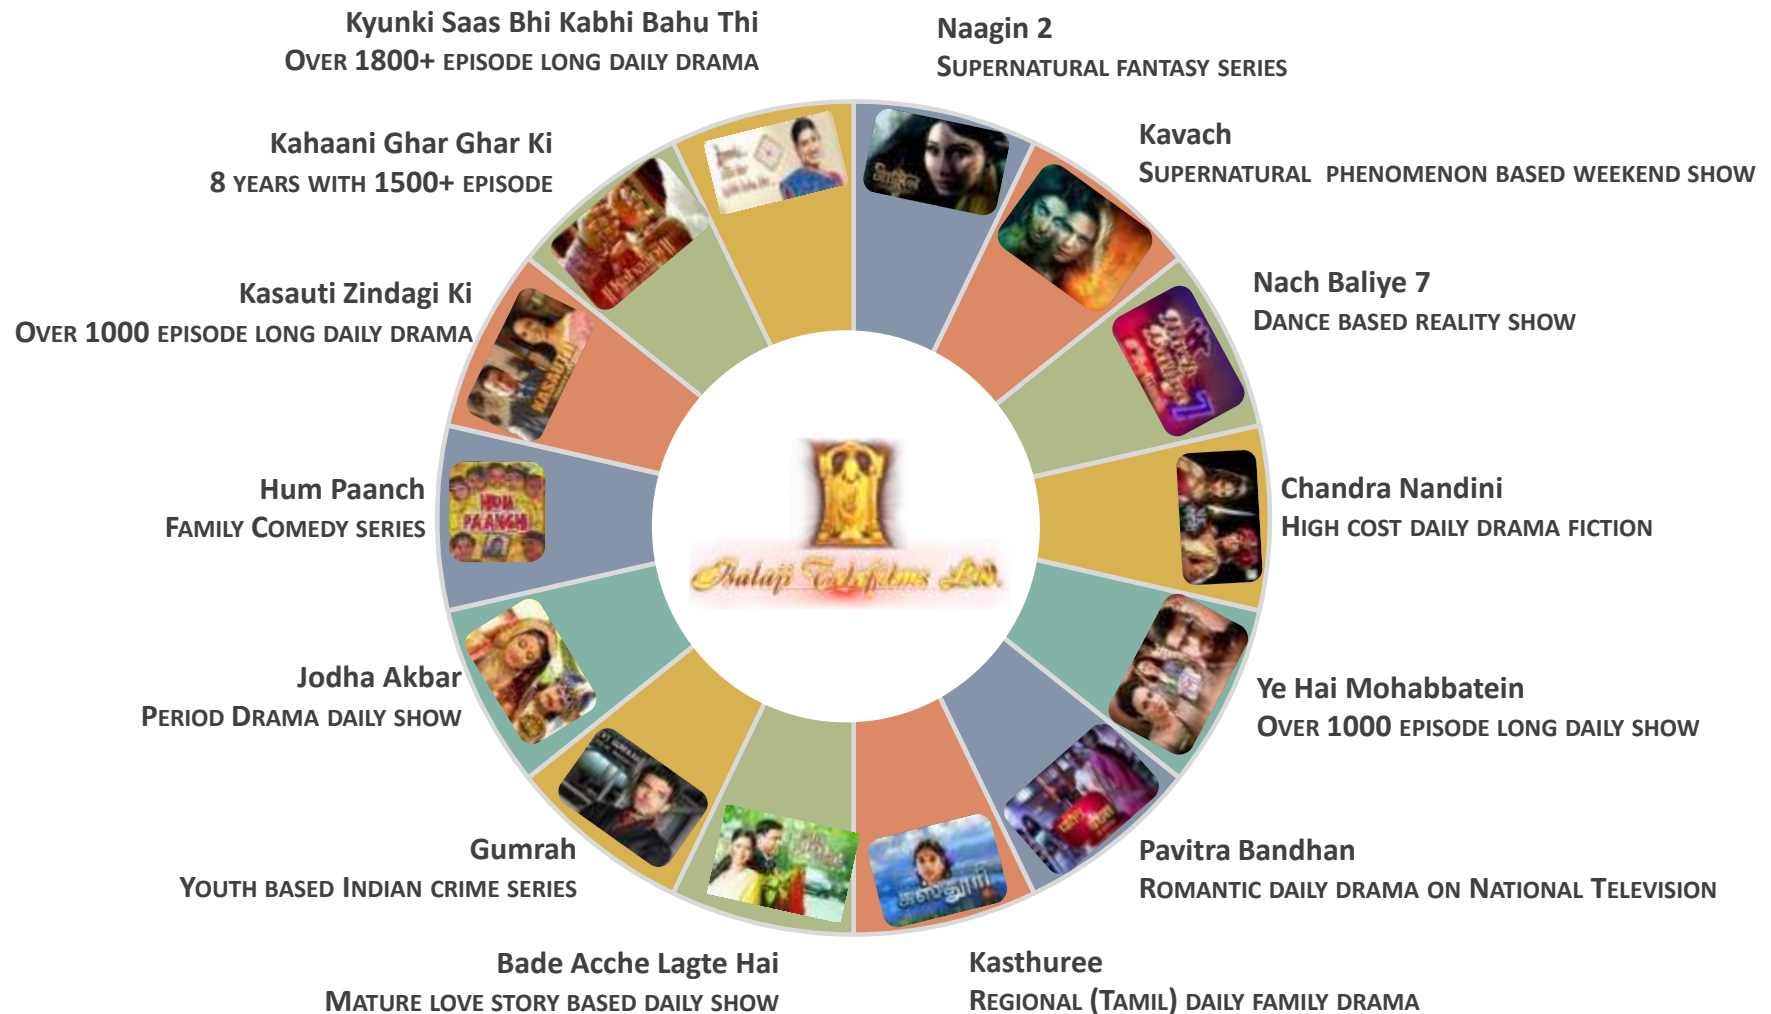 Kyunki Saas Bhi Kabhi Bahu Thi
OVER 1800+ EPISODE LONG DAILY DRAMA
Naagin 2
SUPERNATURAL FANTASY SERIES
Kahaani Ghar Ghar Ki
8 YEARS WITH 1500+ EPISODE
Kavach
SUPERNATURAL PHENOMENON BASED WEEKEND SHOW
Kasauti Zindagi Ki
OVER 1000 EPISODE LONG DAILY DRAMA
KASAUTI
Nach Baliye 7
DANCE BASED REALITY SHOW
7
Hum Paanch
FAMILY COMEDY SERIES
HUM
PAANCH
Balaji Telefilms Ltd.
Chandra Nandini
HIGH COST DAILY DRAMA FICTION
Jodha Akbar
PERIOD DRAMA DAILY SHOW
Ye Hai Mohabbatein
OVER 1000 EPISODE LONG DAILY SHOW
Gumrah
YOUTH BASED INDIAN CRIME SERIES
Pavitra Bandhan
ROMANTIC DAILY DRAMA ON NATIONAL TELEVISION
கஸ்தூரி
Bade Acche Lagte Hai
MATURE LOVE STORY BASED DAILY SHOW
Kasthuree
REGIONAL (TAMIL) DAILY FAMILY DRAMA